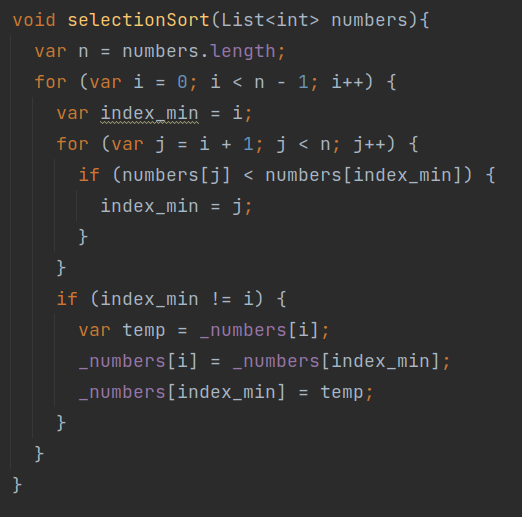 void selectionSort(List<int> numbers){
  var n = numbers.length;
  for (var i = 0; i < n - 1; i++) {
    var index_min = i;
    for (var j = i + 1; j < n; j++) {
      if (numbers[j] < numbers[index_min]) {
        index_min = j;
      }
    }
    if (index_min != i) {
      var temp = _numbers[i];
      _numbers[i] = _numbers[index_min];
      _numbers[index_min] = temp;
    }
  }
}